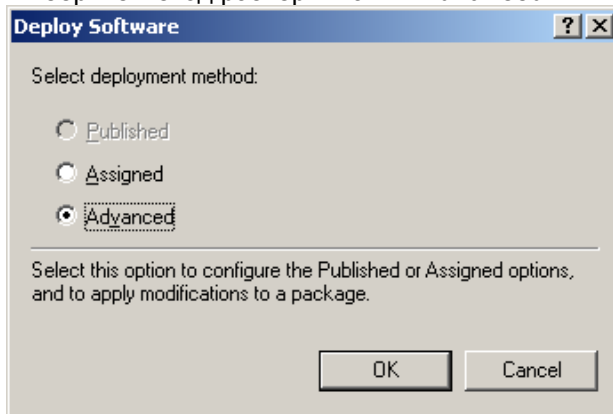 Deploy Software
Select deployment method:
Published
Assigned
Advanced
Select this option to configure the Published or Assigned options,
and to apply modifications to a package.
OK
Cancel